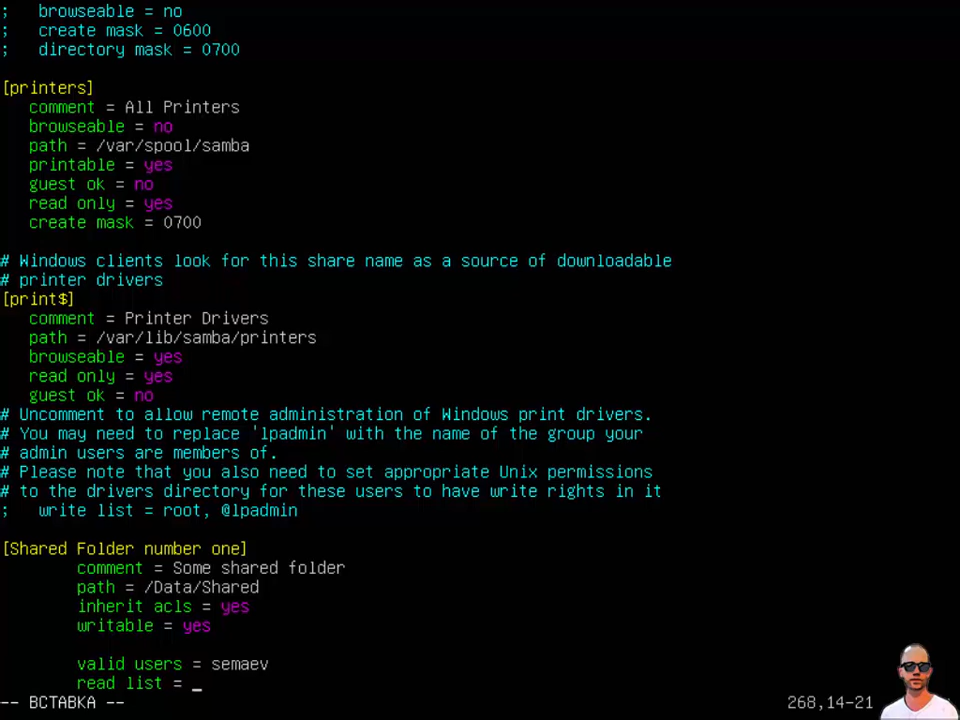 ;   browseable = no
;   create mask = 0600
;   directory mask = 0700
[printers]
   comment = All Printers
   browseable = no
   path = /var/spool/samba
   printable = yes
   guest ok = no
   read only = yes
   create mask = 0700
# Windows clients look for this share name as a source of downloadable
# printer drivers
[print$]
   comment = Printer Drivers
   path = /var/lib/samba/printers
   browseable = yes
   read only = yes
   guest ok = no
# Uncomment to allow remote administration of Windows print drivers.
# You may need to replace 'lpadmin' with the name of the group your
# admin users are members of.
# Please note that you also need to set appropriate Unix permissions
# to the drivers directory for these users to have write rights in it
;   write list = root, @lpadmin
[Shared Folder number one]
        comment = Some shared folder
        path = /Data/Shared
        inherit acls = yes
        writable = yes
        valid users = semaev
        read list = _
-- ВСТАВКА -- 268,14-21